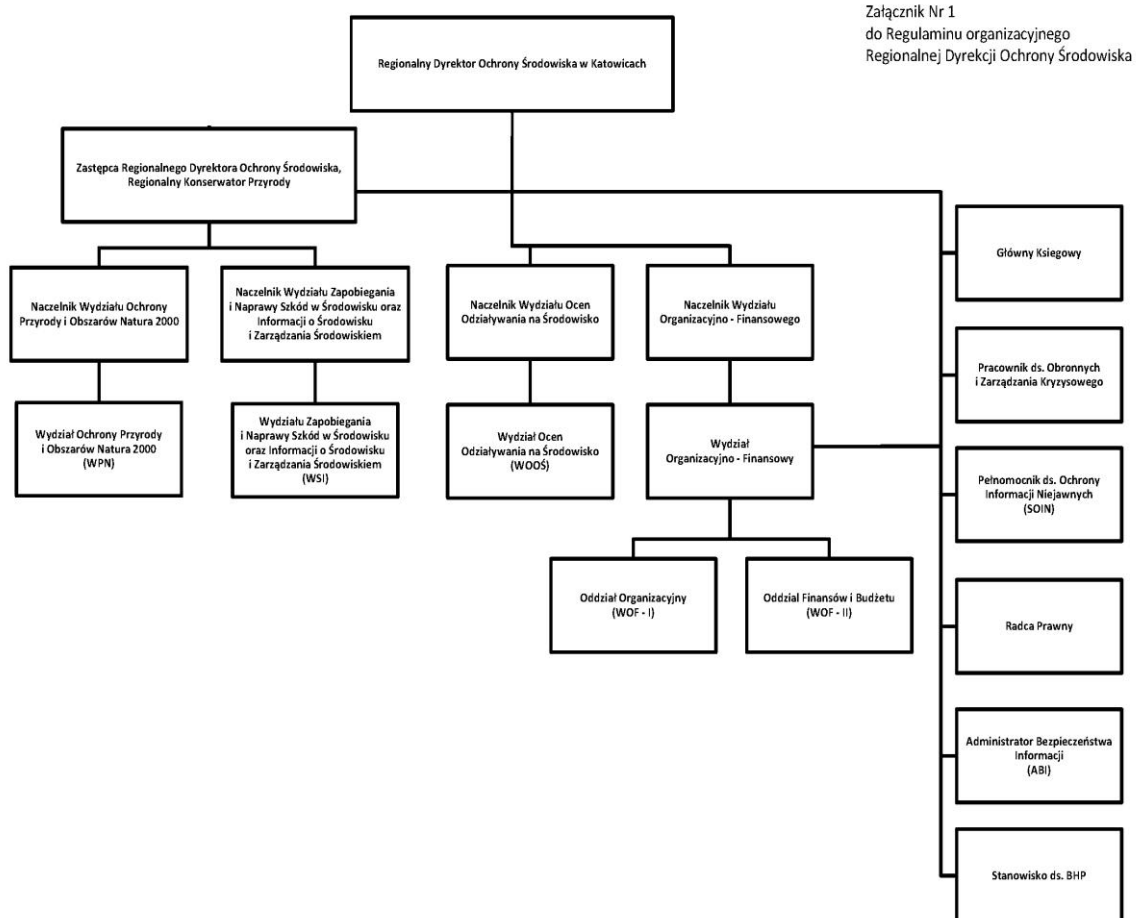 Załącznik Nr 1
do Regulaminu organizacyjnego
Regionalnej Dyrekcji Ochrony Środowiska
Regionalny Dyrektor Ochrony Środowiska w Katowicach
Zastępca Regionalnego Dyrektora Ochrony Środowiska,
Regionalny Konserwator Przyrody
Naczelnik Wydziału Ochrony
Przyrody i Obszarów Natura 2000
Naczelnik Wydziału Zapobiegania
i Naprawy Szkód w Środowisku oraz
Informacji o Środowisku
i Zarządzania Środowiskiem
Naczelnik Wydziału Ocen
Odziaływania na Środowisko
Naczelnik Wydziału
Organizacyjno - Finansowego
Wydział Ochrony Przyrody
i Obszarów Natura 2000
(WPN)
Wydziału Zapobiegania
i Naprawy Szkód w Środowisku
oraz Informacji o Środowisku
i Zarządzania Środowiskiem
(WSI)
Wydział Ocen
Odziaływania na Środowisko
(WOOŚ)
Wydział
Organizacyjno - Finansowy
Oddział Organizacyjny
(WOF - I)
Oddzial Finansów i Budżetu
(WOF - II)
Główny Ksiegowy
Pracownik ds. Obronnych
i Zarządzania Kryzysowego
Pełnomocnik ds. Ochrony
Informacji Niejawnych
(SOIN)
Radca Prawny
Administrator Bezpieczeństwa
Informacji
(ABI)
Stanowisko ds. BHP